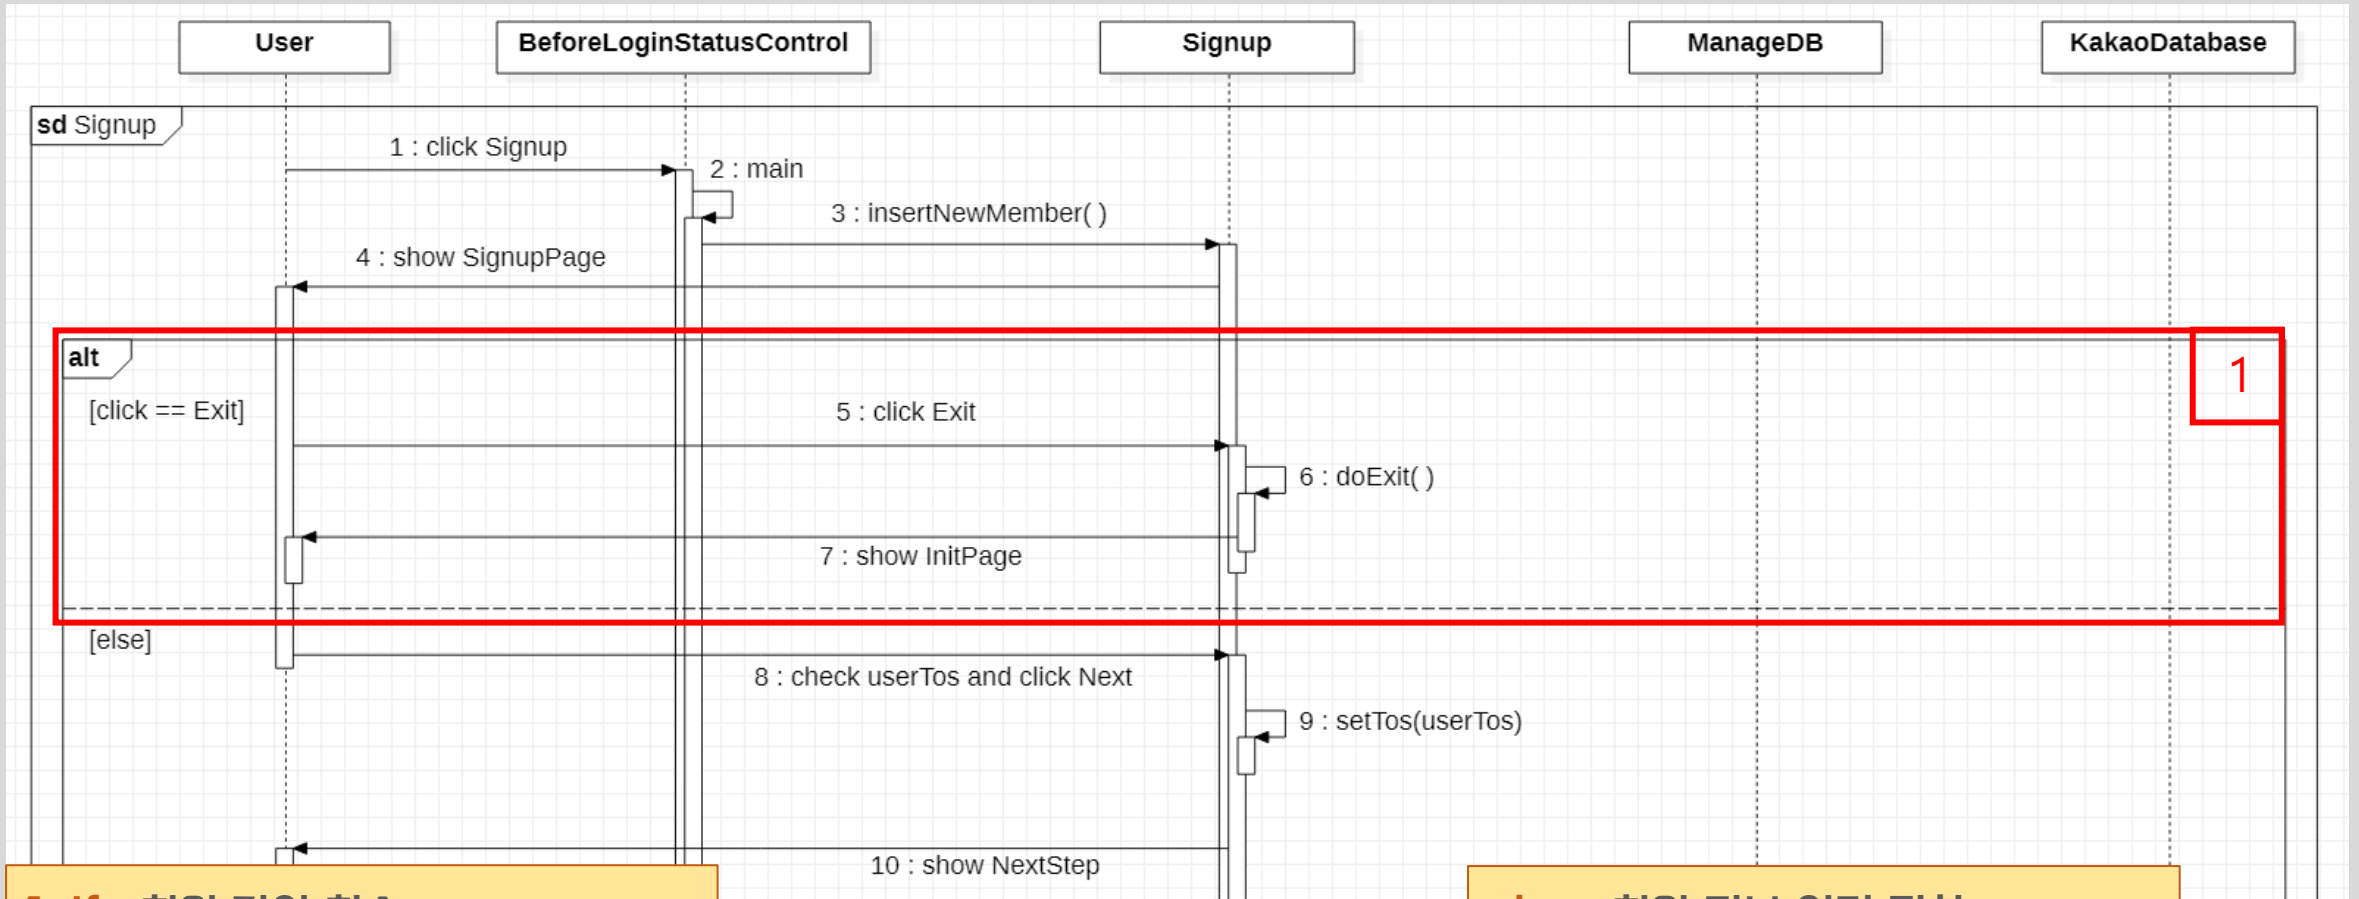 User
BeforeLoginStatusControl
Signup
ManageDB
KakaoDatabase
sd Signup
1 : click Signup
2 : main
3 : insertNewMember( )
4 : show SignupPage
alt
1
[click == Exit]
5 : click Exit
6 : doExit( )
7 : show InitPage
[else]
8 : check userTos and click Next
9 : setTos(userTos)
10 : show NextStep